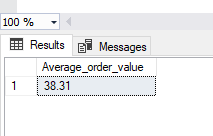 100 %
Results Messages
Average_order_value
1 38.31